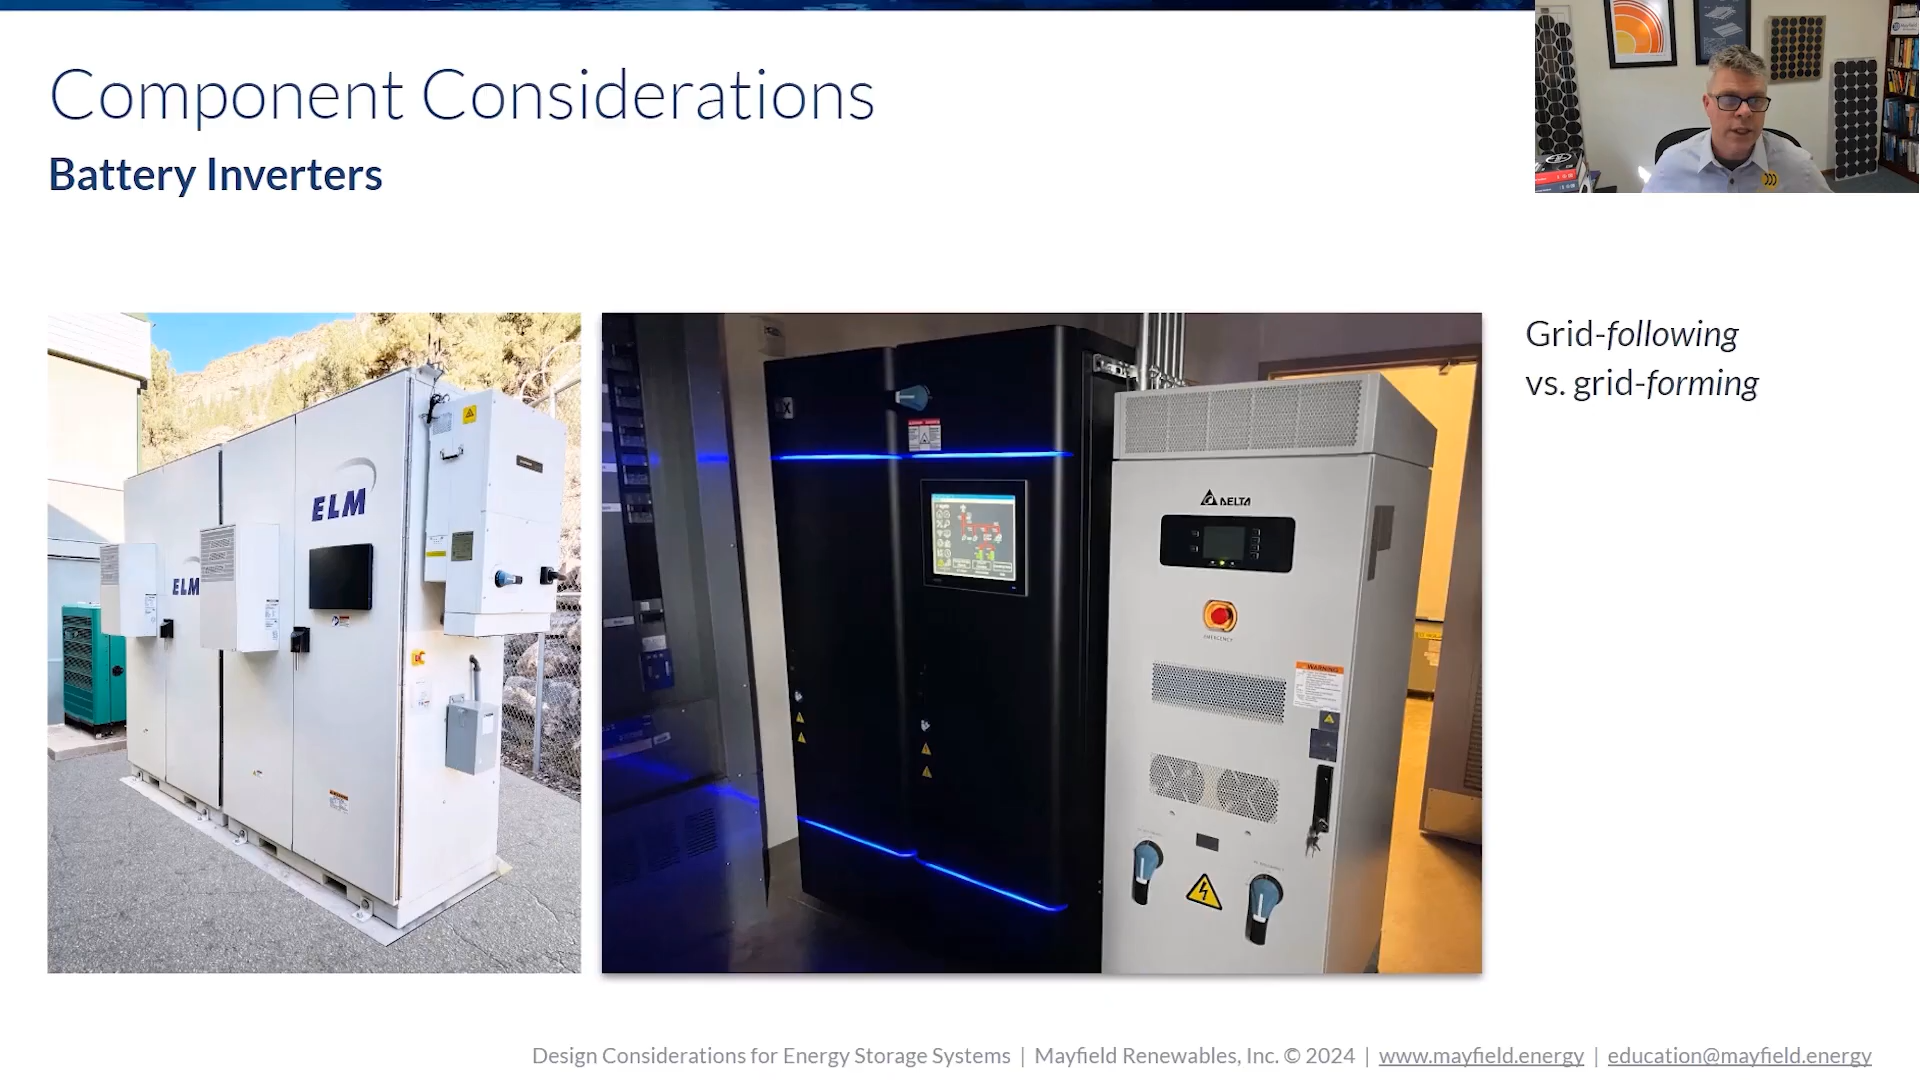 Component Considerations
Battery Inverters
ELM
ELM
DELTA
EMERGENCY
WARNING
Grid-following
vs. grid-forming
Design Considerations for Energy Storage Systems | Mayfield Renewables, Inc. © 2024 | www.mayfield.energy | education@mayfield.energy